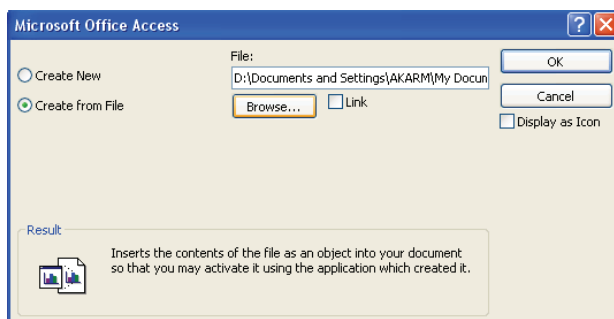 Microsoft Office Access
File:
OK
Create New
D:\Documents and Settings\AKARM\My Docun
Create from File
Browse...
Link
Cancel
Display as Icon
Result
Inserts the contents of the file as an object into your document
so that you may activate it using the application which created it.